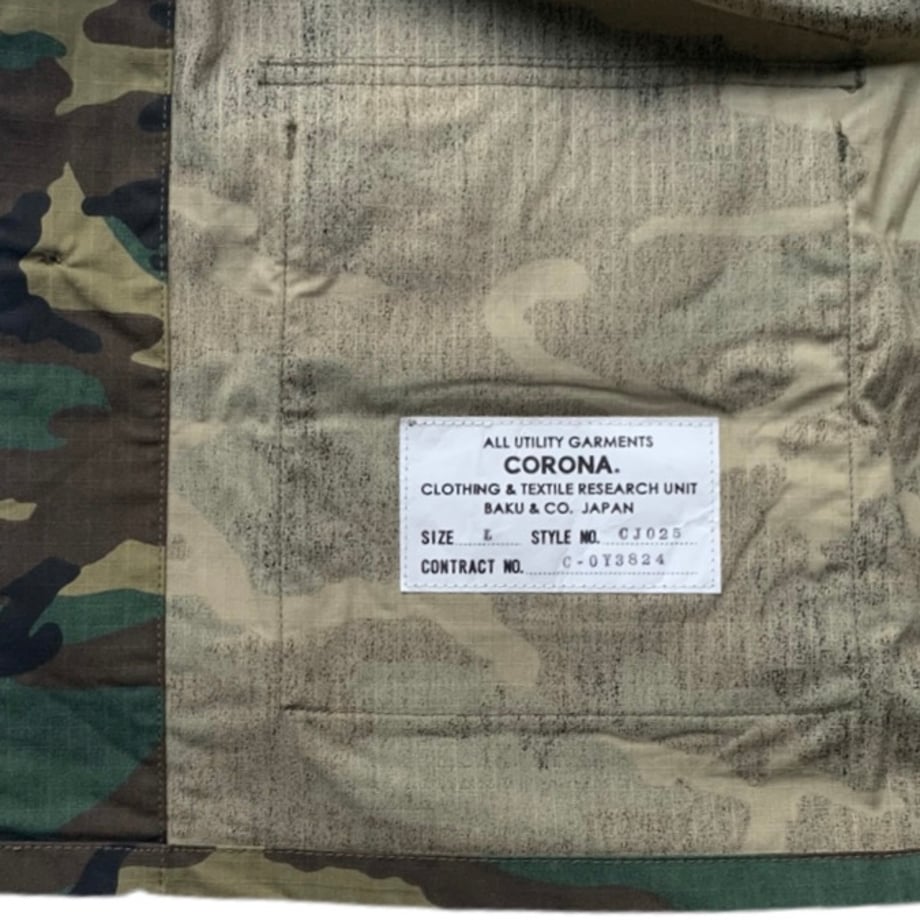 ALL UTILITY GARMENTS
CORONA.
CLOTHING & TEXTILE RESEARCH UNIT
BAKU & CO. JAPAN
SIZE L STYLE NO. CJ025
CONTRACT NO. C-0Y3824